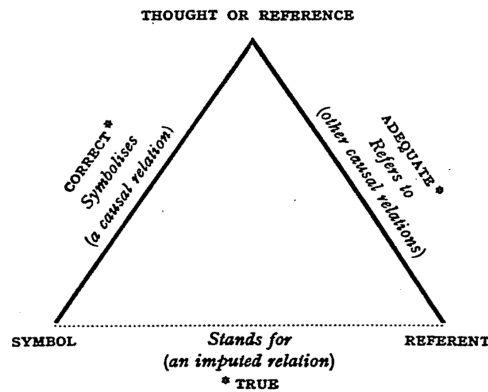 THOUGHT OR REFERENCE
CORRECT*
Symbolises
(a causal relation)
ADEQUATE*
Refers to
(other causal relations)
SYMBOL
REFERENT
Stands for
(an imputed relation)
* TRUE